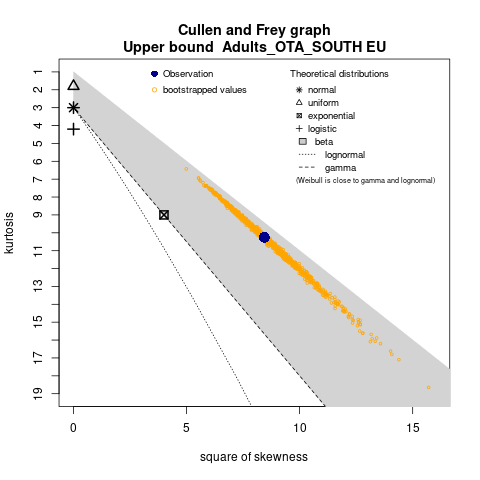 Cullen and Frey graph
Upper bound  Adults_OTA_SOUTH EU
Observation
bootstrapped values
Theoretical distributions
normal
uniform
exponential
logistic
beta
lognormal
gamma
(Weibull is close to gamma and lognormal)
kurtosis
1
2
3
4
5
6
7
8
9
11
13
15
17
19
0 5 10 15
square of skewness